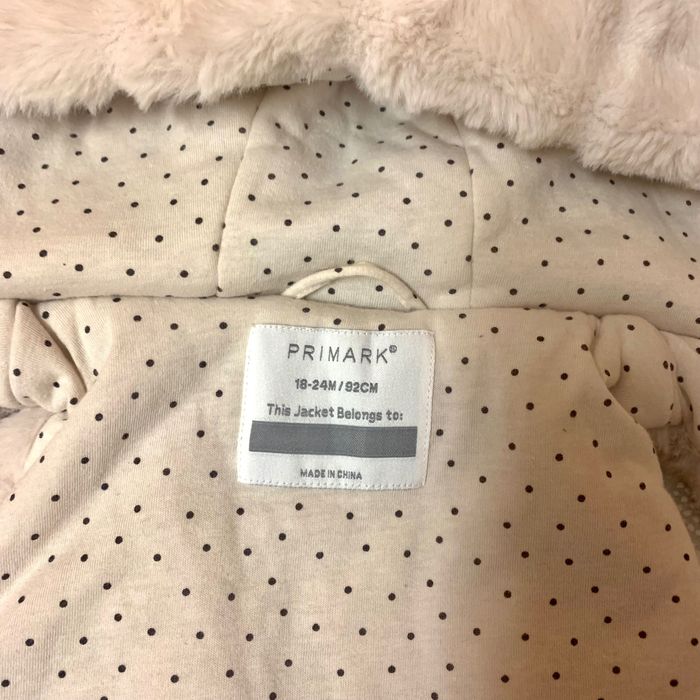 PRIMARK®
18-24M/92CM
This Jacket Belongs to:
MADE IN CHINA